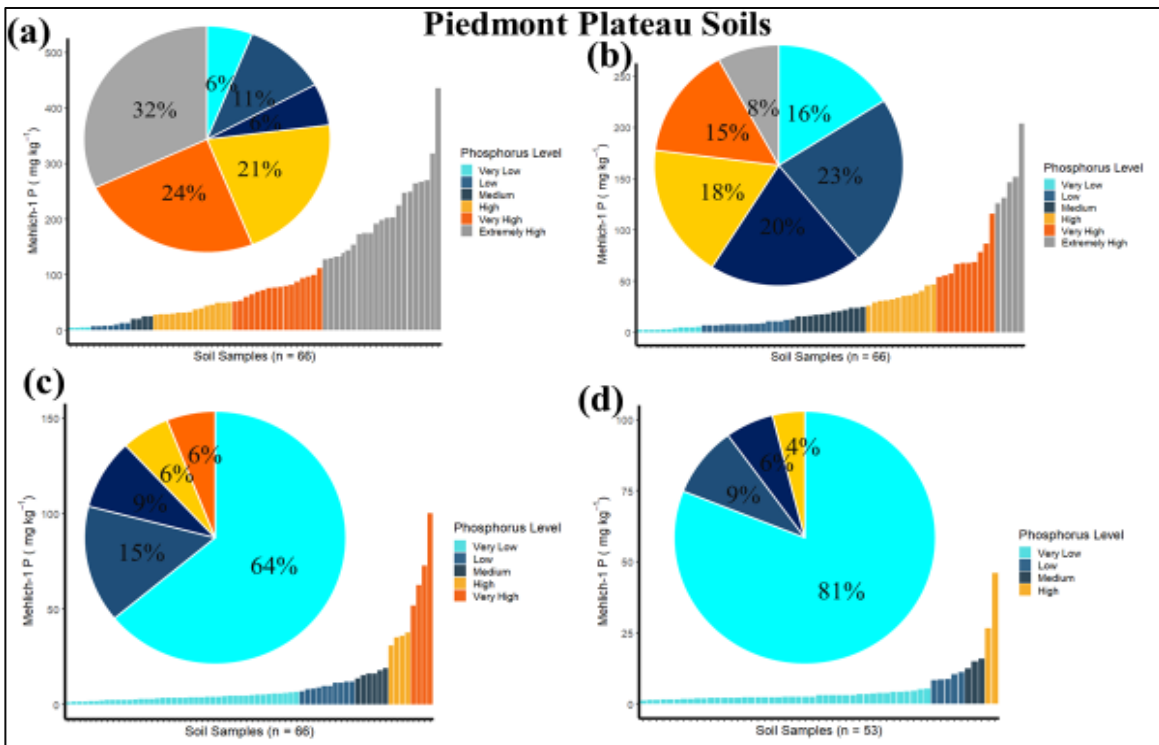 Piedmont Plateau Soils
(a)
500
400
300
200
100
0
Mehlich-1 P ( mg kg⁻¹)
6%
11%
6%
21%
24%
32%
Phosphorus Level
Very Low
Low
Medium
High
Very High
Extremely High
Soil Samples (n = 66)
(b)
250
200
150
100
50
0
Mehlich-1 P ( mg kg⁻¹)
8%
16%
15%
23%
18%
20%
Phosphorus Level
Very Low
Low
Medium
High
Very High
Extremely High
Soil Samples (n = 66)
(c)
150
100
50
0
Mehlich-1 P ( mg kg⁻¹)
6%
6%
9%
15%
64%
Phosphorus Level
Very Low
Low
Medium
High
Very High
Soil Samples (n = 66)
(d)
100
75
50
25
0
Mehlich-1 P ( mg kg⁻¹)
4%
6%
9%
81%
Phosphorus Level
Very Low
Low
Medium
High
Soil Samples (n = 53)